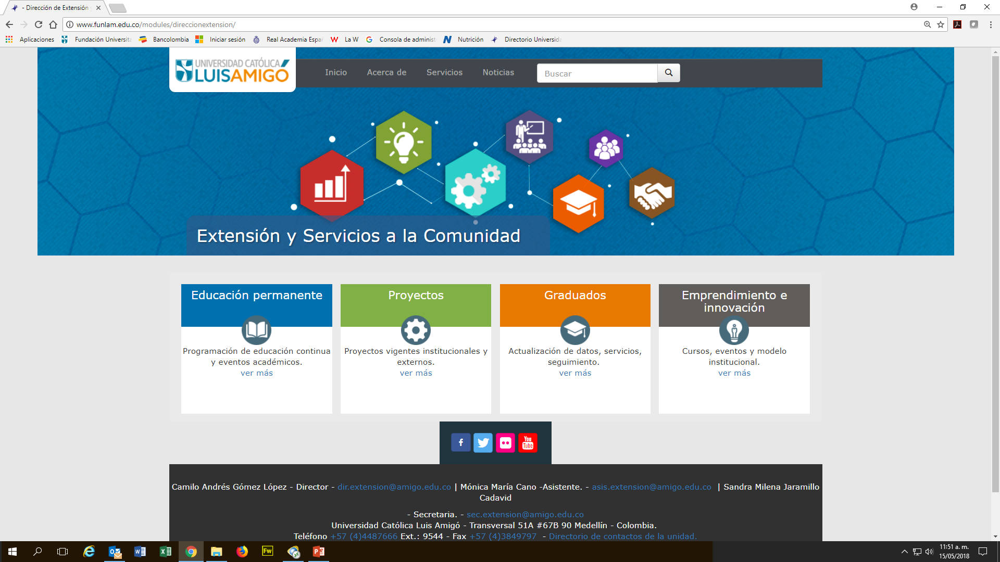 - Dirección de Extensión
www.funlam.edu.co/modules/direccionextension/
Aplicaciones Fundación Universita Bancolombia Iniciar sesión Real Academia Espa La W Consola de administ Nutrición Directorio Universid
UNIVERSIDAD CATÓLICA
LUISAMIGÓ
Inicio Acerca de Servicios Noticias Buscar
Extensión y Servicios a la Comunidad
Educación permanente
Programación de educación continua
y eventos académicos.
ver más
Proyectos
Proyectos vigentes institucionales y
externos.
ver más
Graduados
Actualización de datos, servicios,
seguimiento.
ver más
Emprendimiento e
innovación
Cursos, eventos y modelo
institucional.
ver más
You
Tube
Camilo Andrés Gómez López - Director - dir.extension@amigo.edu.co | Mónica María Cano -Asistente. - asis.extension@amigo.edu.co | Sandra Milena Jaramillo
Cadavid
- Secretaria. - sec.extension@amigo.edu.co
Universidad Católica Luis Amigó - Transversal 51A #67B 90 Medellín - Colombia.
Teléfono +57 (4)4487666 Ext.: 9544 - Fax +57 (4)3849797 - Directorio de contactos de la unidad.
Fw
11:51 a. m.
15/05/2018